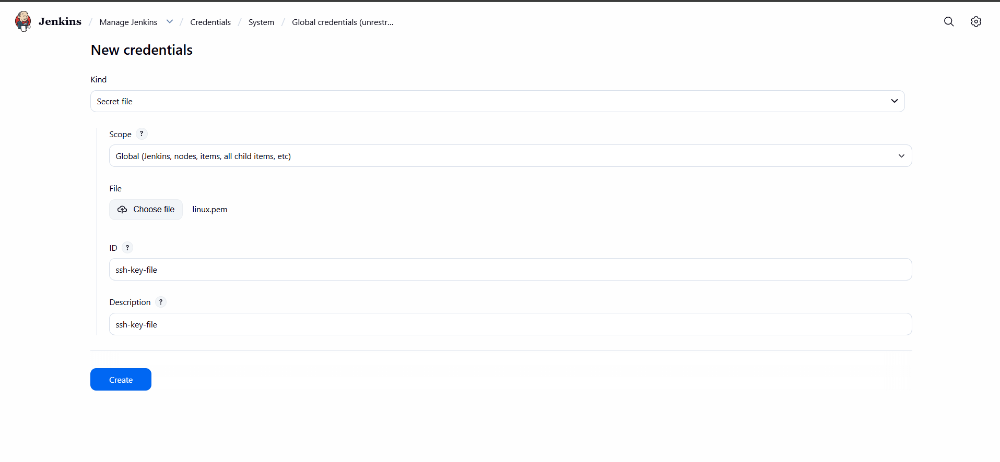 Jenkins / Manage Jenkins / Credentials / System / Global credentials (unrestr...
New credentials
Kind
Secret file
Scope ?
Global (Jenkins, nodes, items, all child items, etc)
File
Choose file linux.pem
ID ?
ssh-key-file
Description ?
ssh-key-file
Create